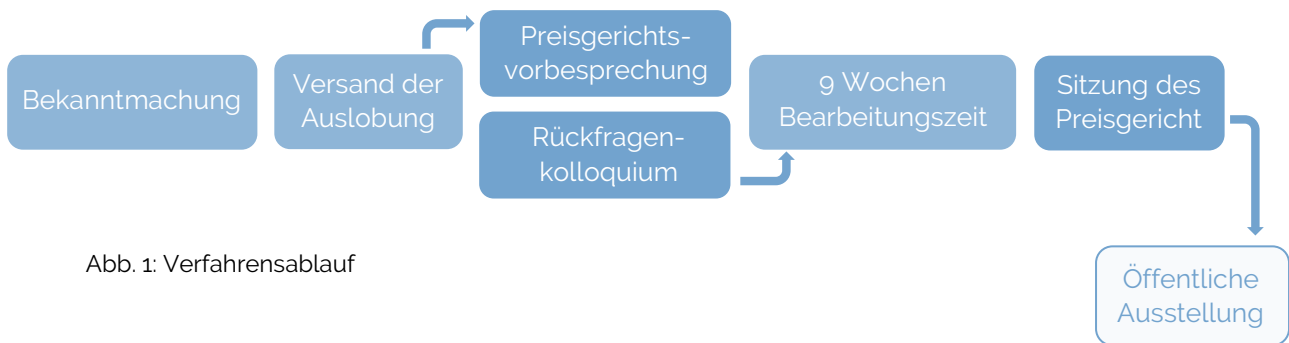 Bekanntmachung
Versand der
Auslobung
Preisgerichts-
vorbesprechung
Rückfragen-
kolloquium
9 Wochen
Bearbeitungszeit
Sitzung des
Preisgericht
Öffentliche
Ausstellung
Abb. 1: Verfahrensablauf